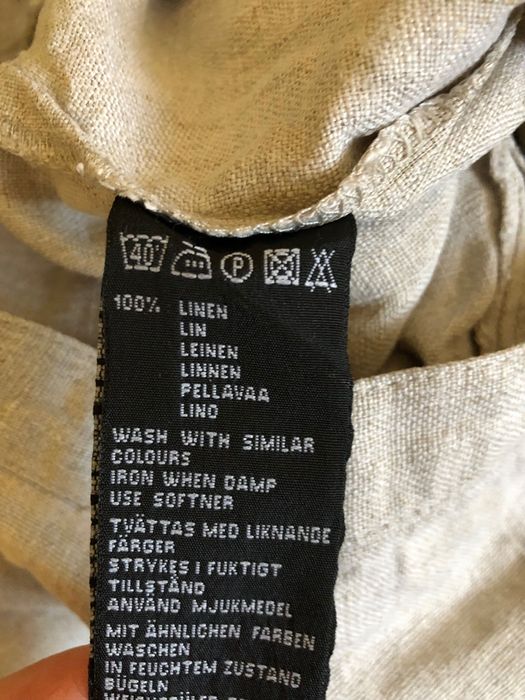 40
P
100% LINEN
LIN
LEINEN
LINNEN
PELLAVAA
LINO
WASH WITH SIMILAR
COLOURS
IRON WHEN DAMP
USE SOFTNER
TVÄTTAS MED LIKNANDE
FÄRGER
STRYKES I FUKTIGT
TILLSTÅND
ANVÄND MJUKMEDEL
MIT ÄHNLICHEN FARBEN
WASCHEN
IN FEUCHTEM ZUSTAND
BÜGELN